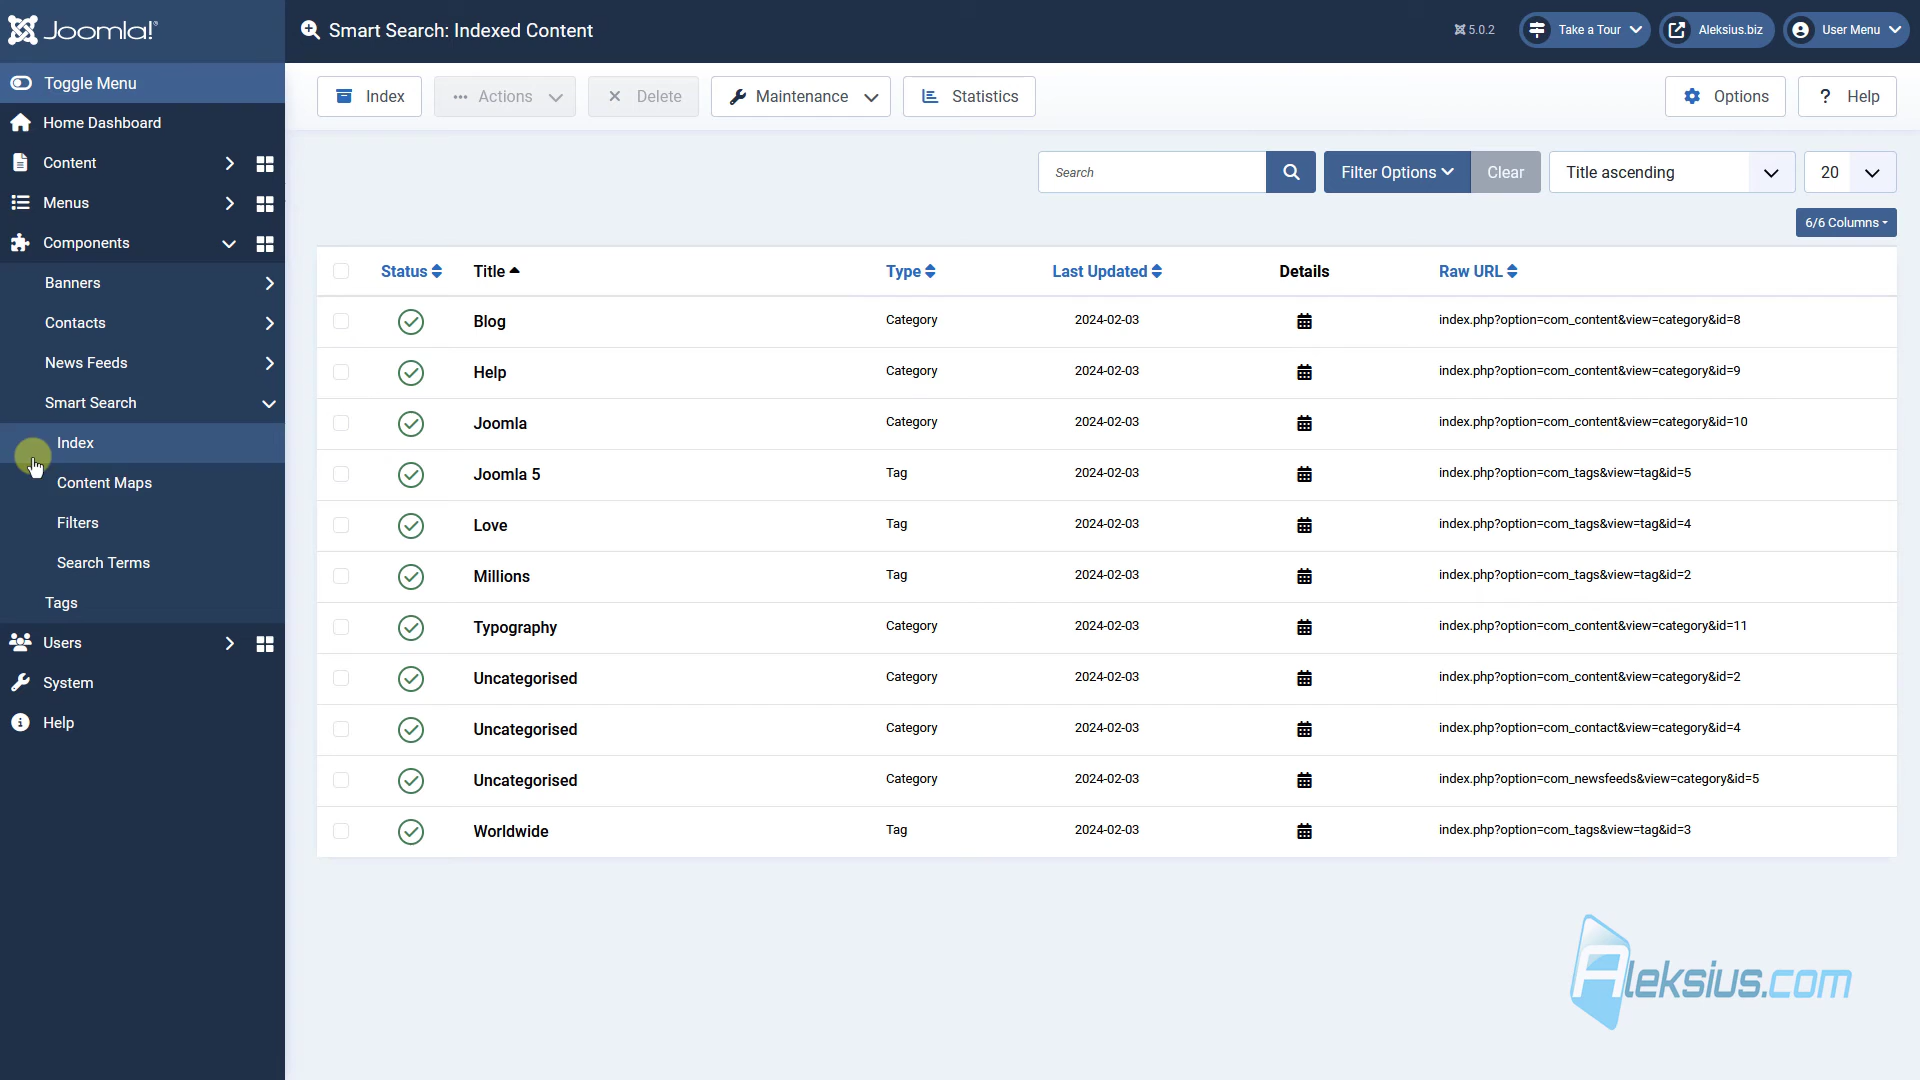 Joomla!
Smart Search: Indexed Content
5.0.2
Take a Tour
Aleksius.biz
User Menu
Toggle Menu
Home Dashboard
Content
Menus
Components
Banners
Contacts
News Feeds
Smart Search
Index
Content Maps
Filters
Search Terms
Tags
Users
System
Help
Index
Actions
Delete
Maintenance
Statistics
Options
? Help
Search
Filter Options
Clear
Title ascending
20
6/6 Columns
Status Title Type Last Updated Details Raw URL
Blog Category 2024-02-03 index.php?option=com_content&view=category&id=8
Help Category 2024-02-03 index.php?option=com_content&view=category&id=9
Joomla Category 2024-02-03 index.php?option=com_content&view=category&id=10
Joomla 5 Tag 2024-02-03 index.php?option=com_tags&view=tag&id=5
Love Tag 2024-02-03 index.php?option=com_tags&view=tag&id=4
Millions Tag 2024-02-03 index.php?option=com_tags&view=tag&id=2
Typography Category 2024-02-03 index.php?option=com_content&view=category&id=11
Uncategorised Category 2024-02-03 index.php?option=com_content&view=category&id=2
Uncategorised Category 2024-02-03 index.php?option=com_contact&view=category&id=4
Uncategorised Category 2024-02-03 index.php?option=com_newsfeeds&view=category&id=5
Worldwide Tag 2024-02-03 index.php?option=com_tags&view=tag&id=3
Aleksius.com